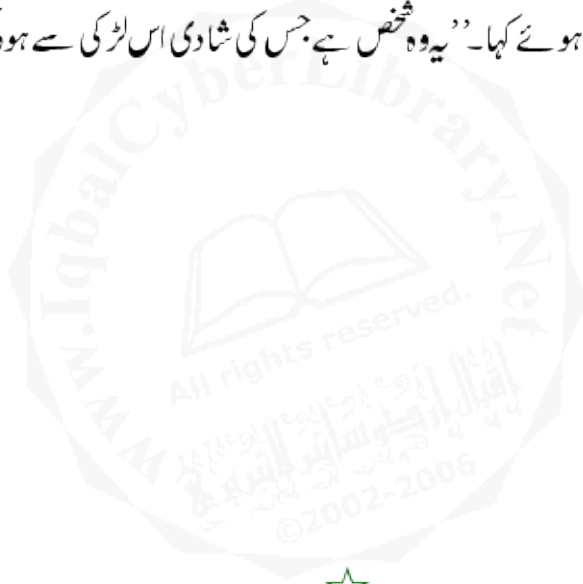 ہوئے کہا۔’’یہ وہ شخص ہے جس کی شادی اس لڑکی سے
www.IqbalCyberLibrary.Net
All rights reserved.
©2002-2006